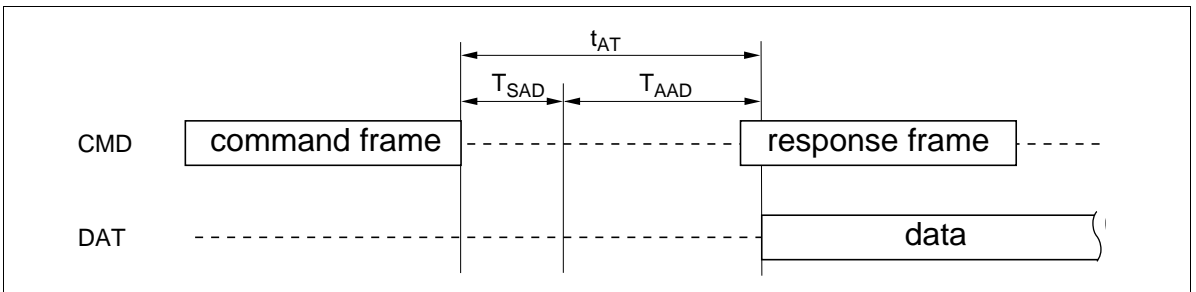 tAT
TSAD TAAD
CMD command frame response frame
DAT data